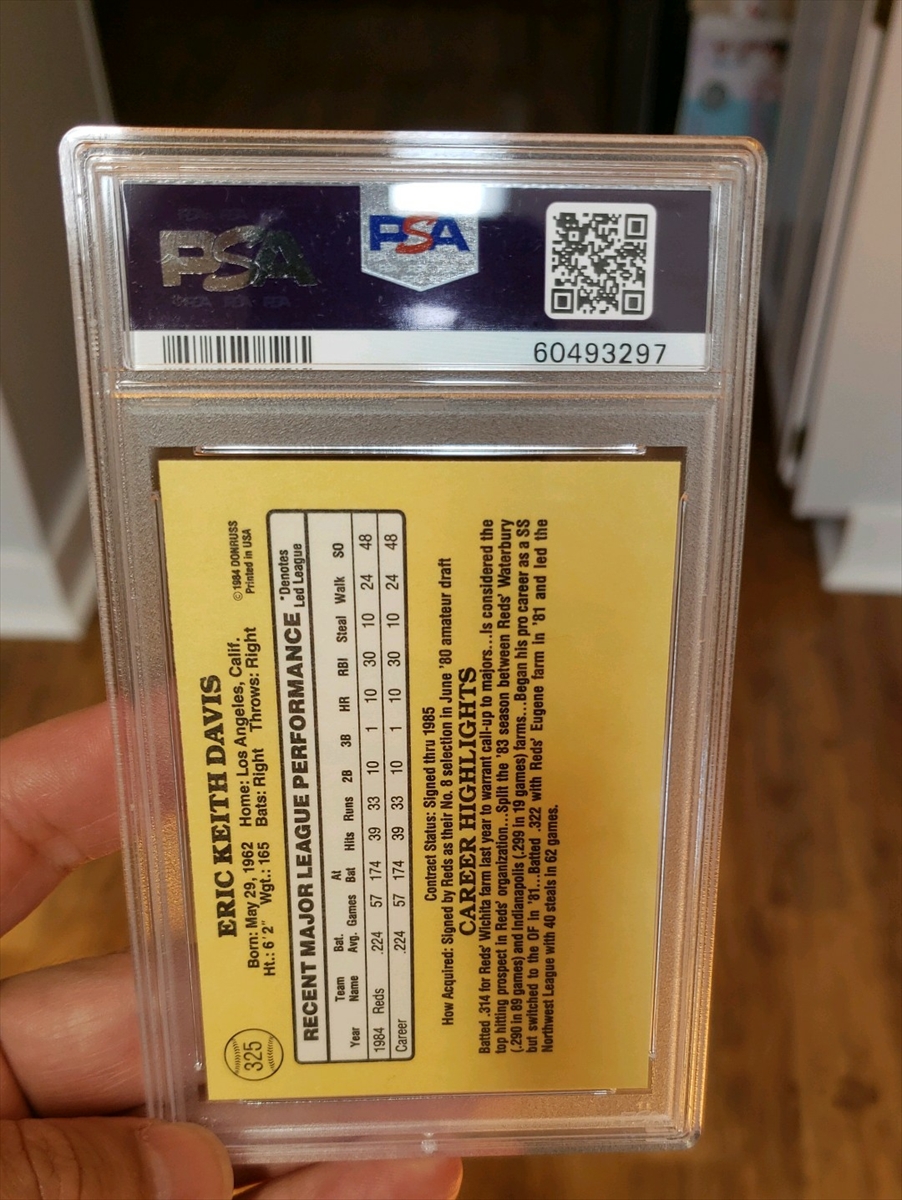 PSA
PSA
60493297
325
ERIC KEITH DAVIS
©1984 DONRUSS
Printed in USA
Born: May 29, 1962 Home: Los Angeles, Calif.
Ht.: 6'2" Wgt.: 165 Bats: Right Throws: Right
RECENT MAJOR LEAGUE PERFORMANCE *Denotes Led League
Year Team Name Bat. Avg. Games At Bat Hits Runs 2B 3B HR RBI Steal Walk SO
1984 Reds .224 57 174 39 33 10 1 10 30 10 24 48
Career .224 57 174 39 33 10 1 10 30 10 24 48
Contract Status: Signed thru 1985
How Acquired: Signed by Reds as their No. 8 selection in June '80 amateur draft
CAREER HIGHLIGHTS
Batted .314 for Reds' Wichita farm last year to warrant call-up to majors...Is considered the
top hitting prospect in Reds' organization...Split the '83 season between Reds' Waterbury
(.290 in 89 games) and Indianapolis (.299 in 19 games) farms...Began his pro career as a SS
but switched to the OF in '81...Batted .322 with Reds' Eugene farm in '81 and led the
Northwest League with 40 steals in 62 games.